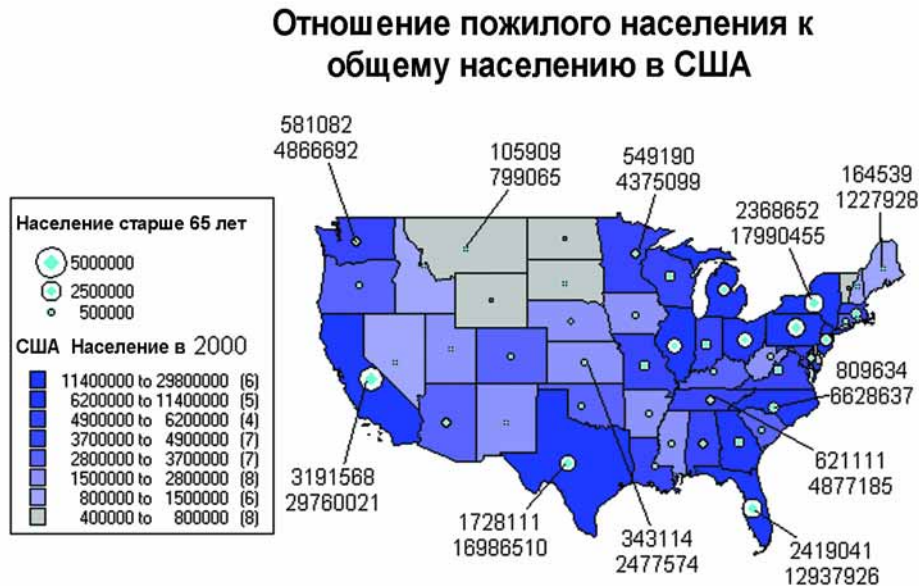 Отношение пожилого населения к
общему населению в США
581082
4866692
105909
799065
549190
4375099
164539
1227928
2368652
17990455
Население старше 65 лет
5000000
2500000
500000
США Население в 2000
11400000 to 29800000 (6)
6200000 to 11400000 (5)
4900000 to 6200000 (4)
3700000 to 4900000 (7)
2800000 to 3700000 (7)
1500000 to 2800000 (8)
800000 to 1500000 (6)
400000 to 800000 (8)
809634
6628637
3191568
29760021
621111
4877185
1728111
16986510
343114
2477574
2419041
12937926